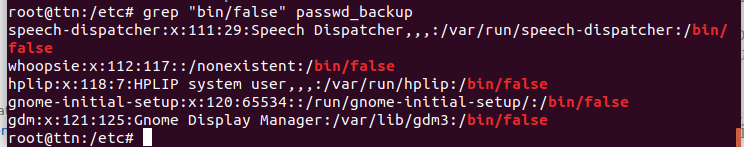 root@ttn:/etc# grep "bin/false" passwd_backup
speech-dispatcher:x:111:29:Speech Dispatcher,,,:/var/run/speech-dispatcher:/bin/
false
whoopsie:x:112:117::/nonexistent:/bin/false
hplip:x:118:7:HPLIP system user,,,:/var/run/hplip:/bin/false
gnome-initial-setup:x:120:65534::/run/gnome-initial-setup/:/bin/false
gdm:x:121:125:Gnome Display Manager:/var/lib/gdm3:/bin/false
root@ttn:/etc#